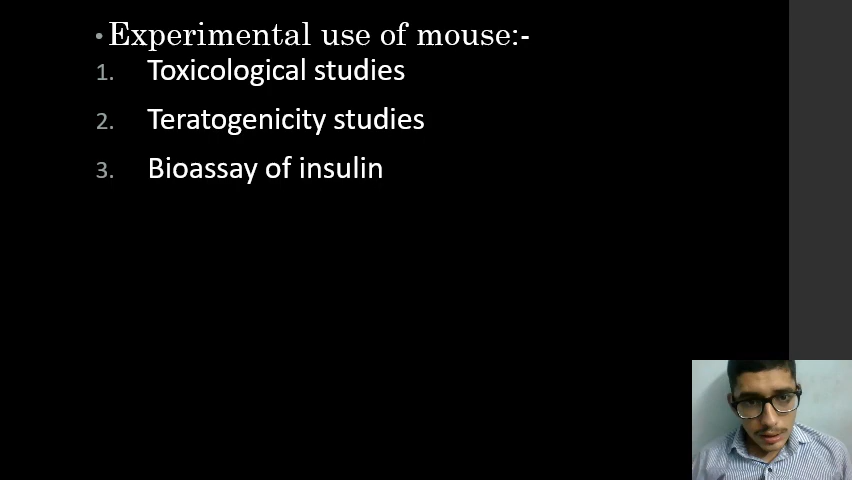 • Experimental use of mouse:-
1. Toxicological studies
2. Teratogenicity studies
3. Bioassay of insulin